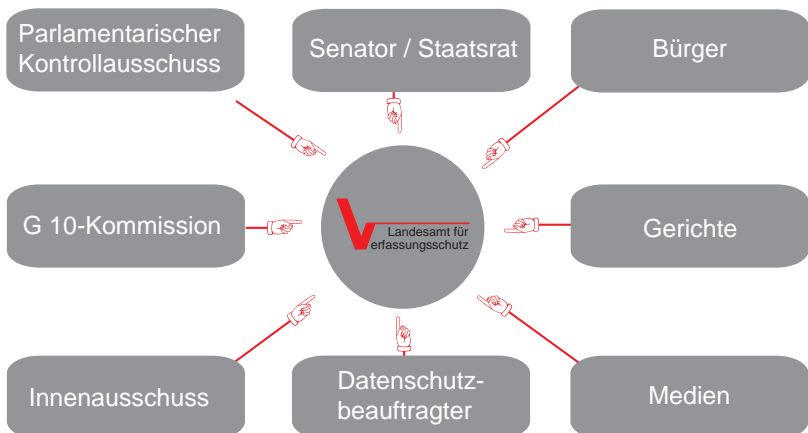 Parlamentarischer
Kontrollausschuss
Senator / Staatsrat
Bürger
G 10-Kommission
Landesamt für
Verfassungsschutz
Gerichte
Innenausschuss
Datenschutz-
beauftragter
Medien